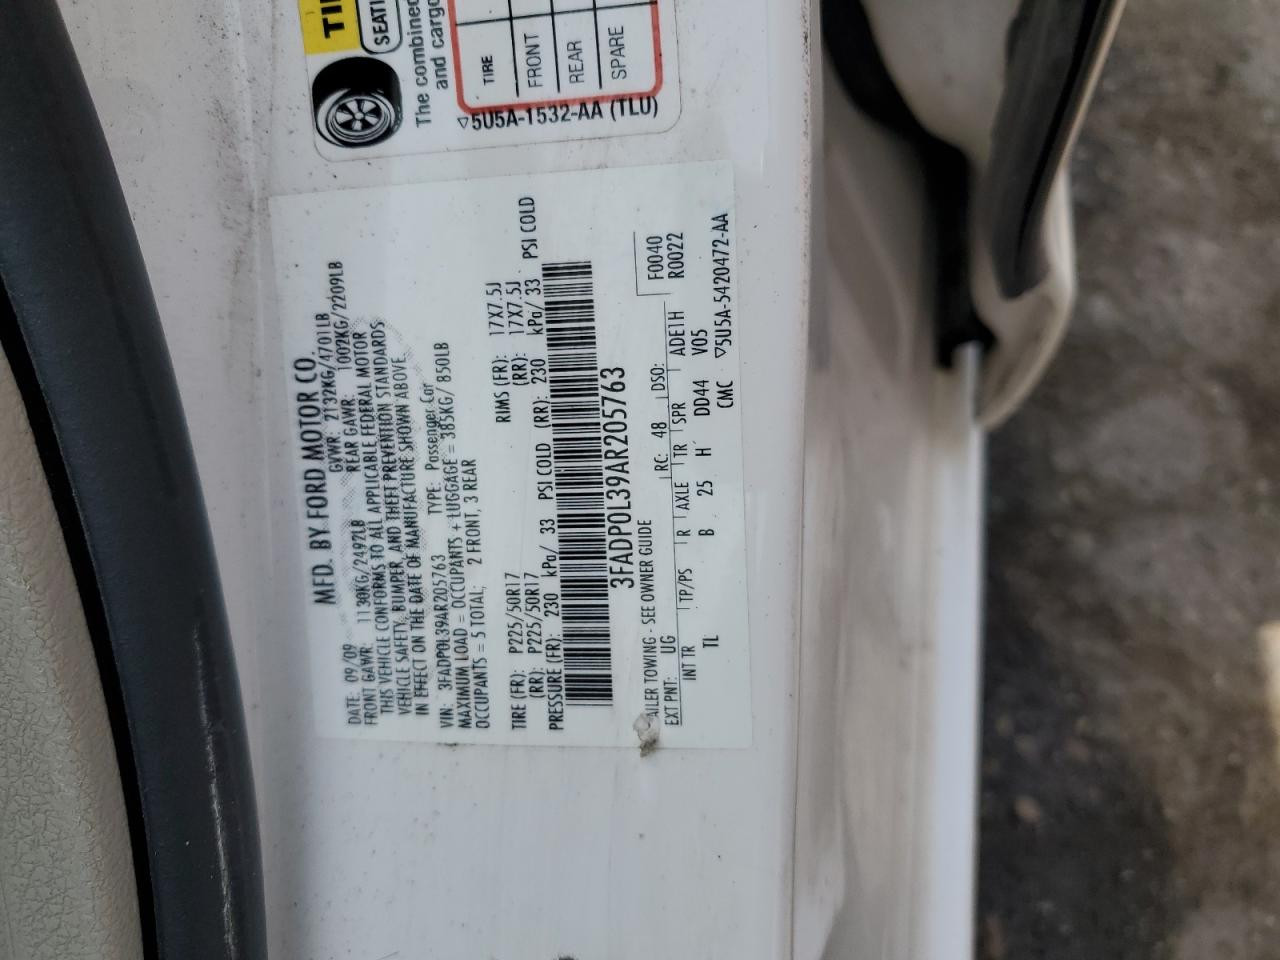 TI
SEATI
The combined
and cargo
TIRE
FRONT
REAR
SPARE
▽5U5A-1532-AA (TLU)
MFD. BY FORD MOTOR CO.
DATE: 09/09 GVWR: 2132KG/4701LB
FRONT GAWR: 1130KG/2492LB REAR GAWR: 1002KG/2209LB
THIS VEHICLE CONFORMS TO ALL APPLICABLE FEDERAL MOTOR
VEHICLE SAFETY, BUMPER, AND THEFT PREVENTION STANDARDS
IN EFFECT ON THE DATE OF MANUFACTURE SHOWN ABOVE
VIN: 3FADP0L39AR205763 TYPE: Passenger Car
MAXIMUM LOAD = OCCUPANTS + LUGGAGE = 385KG/ 850LB
OCCUPANTS = 5 TOTAL; 2 FRONT, 3 REAR
TIRE (FR): P225/50R17 RIMS (FR): 17X7.5J
(RR): P225/50R17 (RR): 17X7.5J
PRESSURE (FR): 230 kPa/ 33 PSI COLD (RR): 230 kPa/ 33 PSI COLD
3FADP0L39AR205763
AILER TOWING - SEE OWNER GUIDE
F0040
EXT PNT: UG RC: 48 DSO: R0022
INT TR TP/PS R AXLE TR SPR ADE1H
TL B 25 H DD44 V05
CMC ▽5U5A-5420472-AA